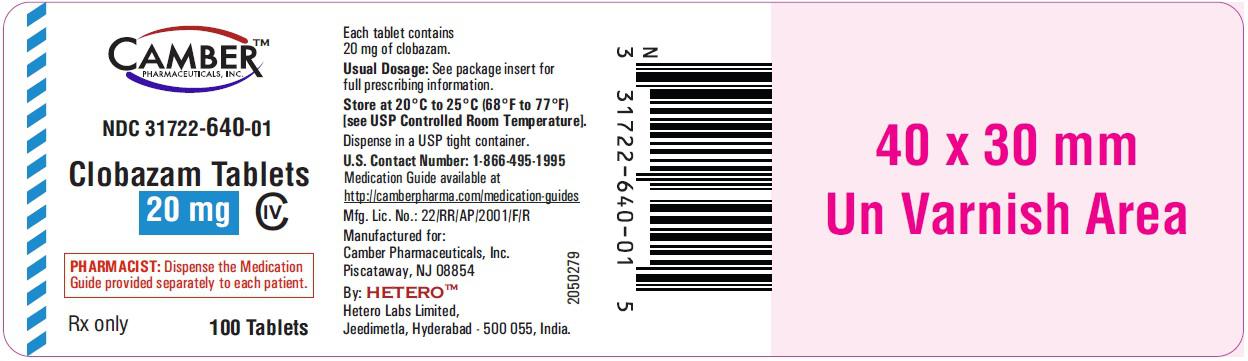 CAMBER™
PHARMACEUTICALS, INC.
NDC 31722-640-01
Clobazam Tablets
20 mg CIV
PHARMACIST: Dispense the Medication
Guide provided separately to each patient.
Rx only 100 Tablets
Each tablet contains
20 mg of clobazam.
Usual Dosage: See package insert for
full prescribing information.
Store at 20°C to 25°C (68°F to 77°F)
[see USP Controlled Room Temperature].
Dispense in a USP tight container.
U.S. Contact Number: 1-866-495-1995
Medication Guide available at
http://camberpharma.com/medication-guides
Mfg. Lic. No.: 22/RR/AP/2001/F/R
Manufactured for:
Camber Pharmaceuticals, Inc.
Piscataway, NJ 08854
By: HETERO™
Hetero Labs Limited,
Jeedimetla, Hyderabad - 500 055, India.
2050279
N
3 31722-640-01 5
40 x 30 mm
Un Varnish Area